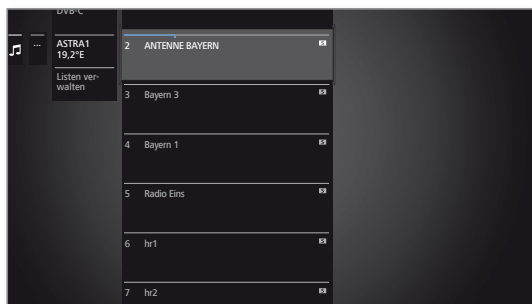 DVB-C
...
ASTRA1
19,2°E
Listen ver-
walten
2 ANTENNE BAYERN S
3 Bayern 3 S
4 Bayern 1 S
5 Radio Eins S
6 hr1 S
7 hr2 S